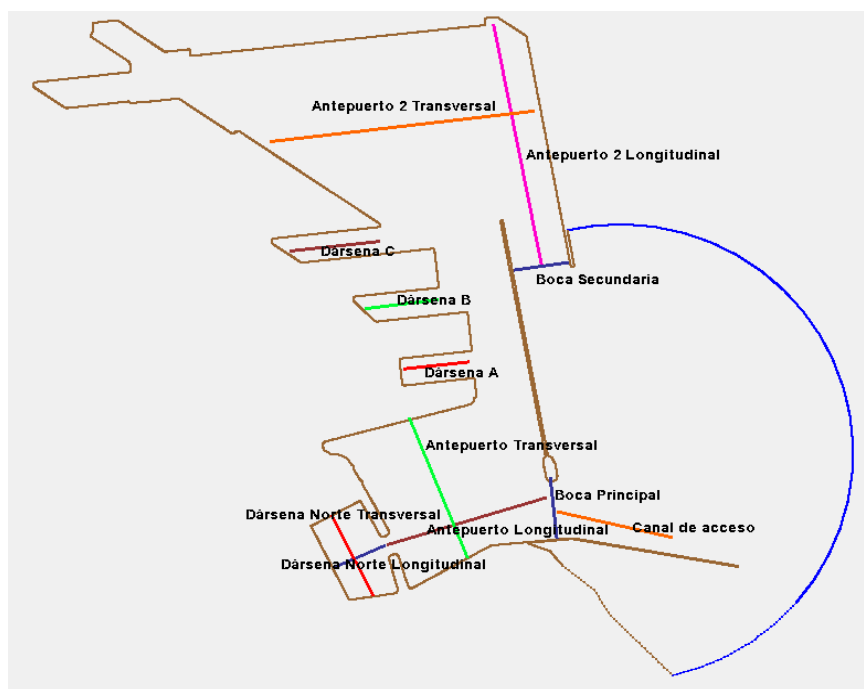 Antepuerto 2 Transversal
Antepuerto 2 Longitudinal
Dársena C
Boca Secundaria
Dársena B
Dársena A
Antepuerto Transversal
Boca Principal
Dársena Norte Transversal
Antepuerto Longitudinal
Canal de acceso
Dársena Norte Longitudinal